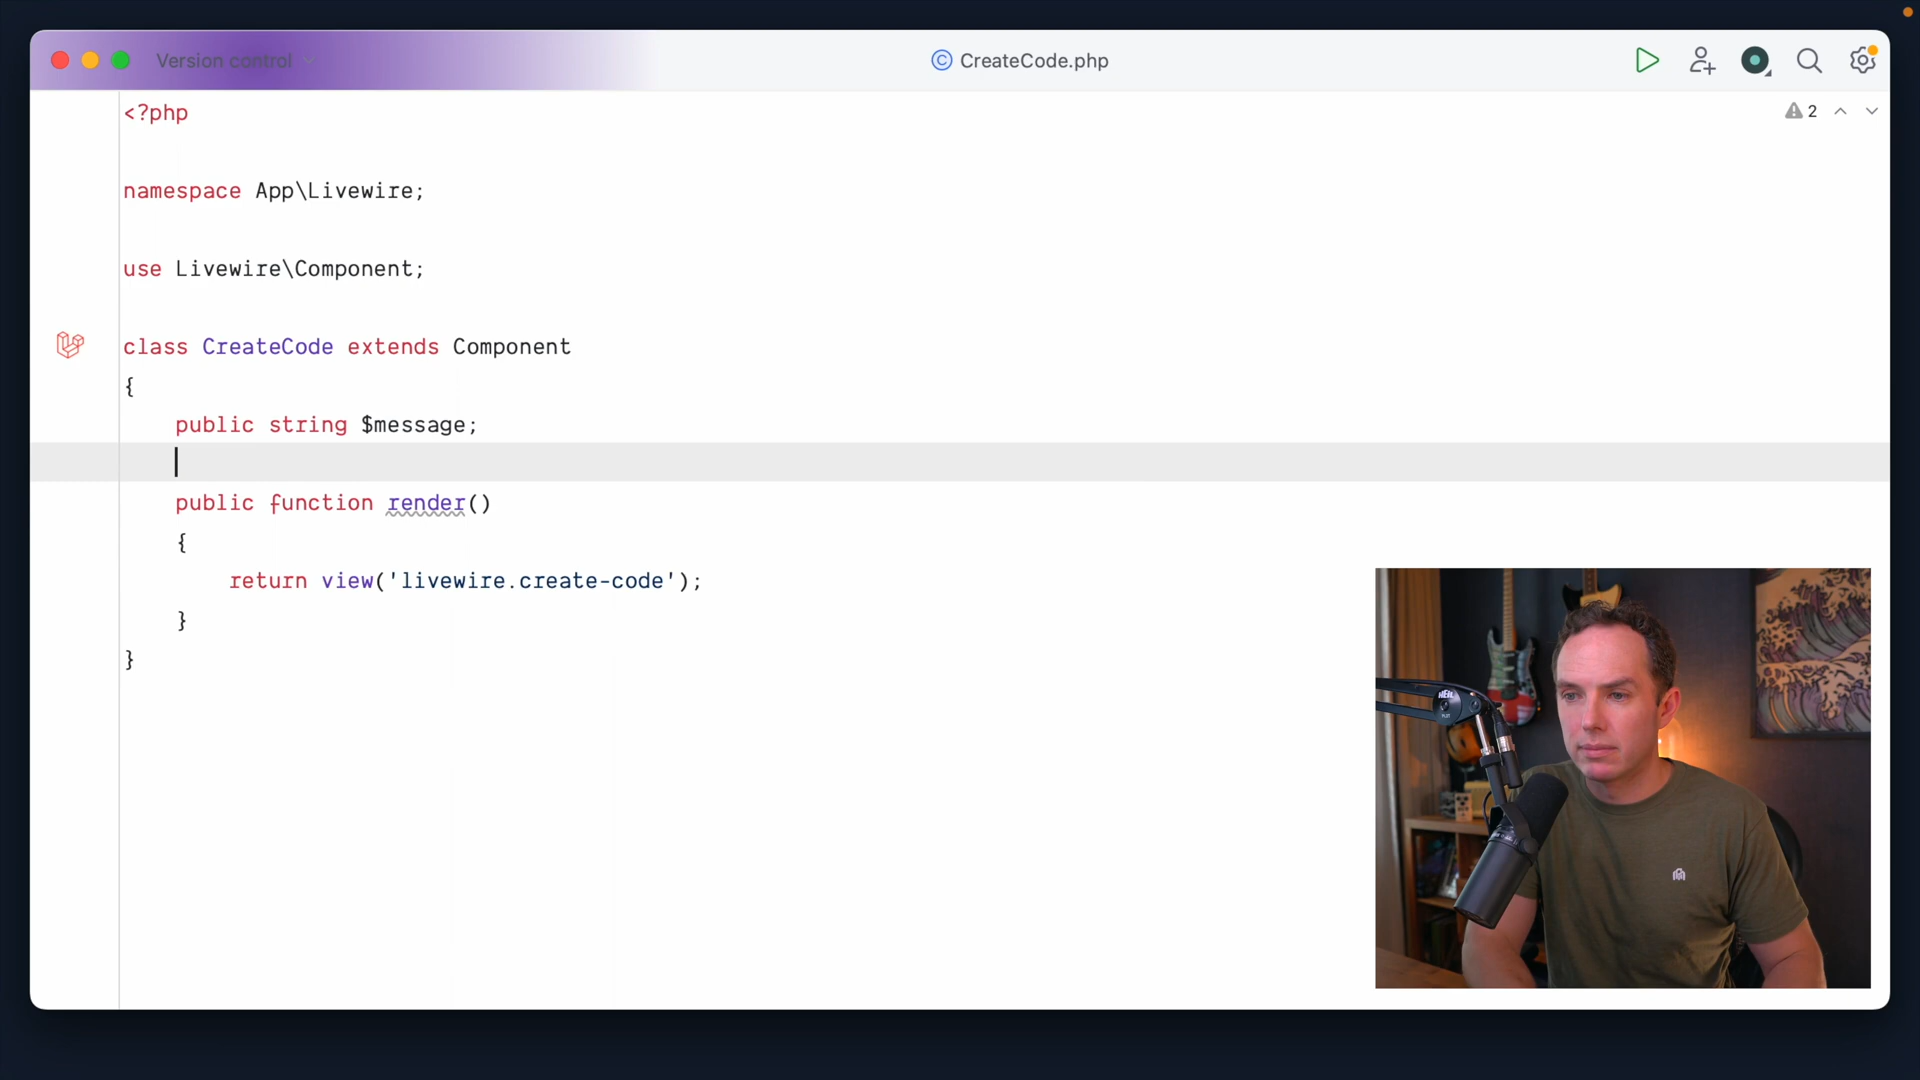 Version control
CreateCode.php
2
<?php
namespace App\Livewire;
use Livewire\Component;
class CreateCode extends Component
{
public string $message;
public function render()
{
return view('livewire.create-code');
}
}